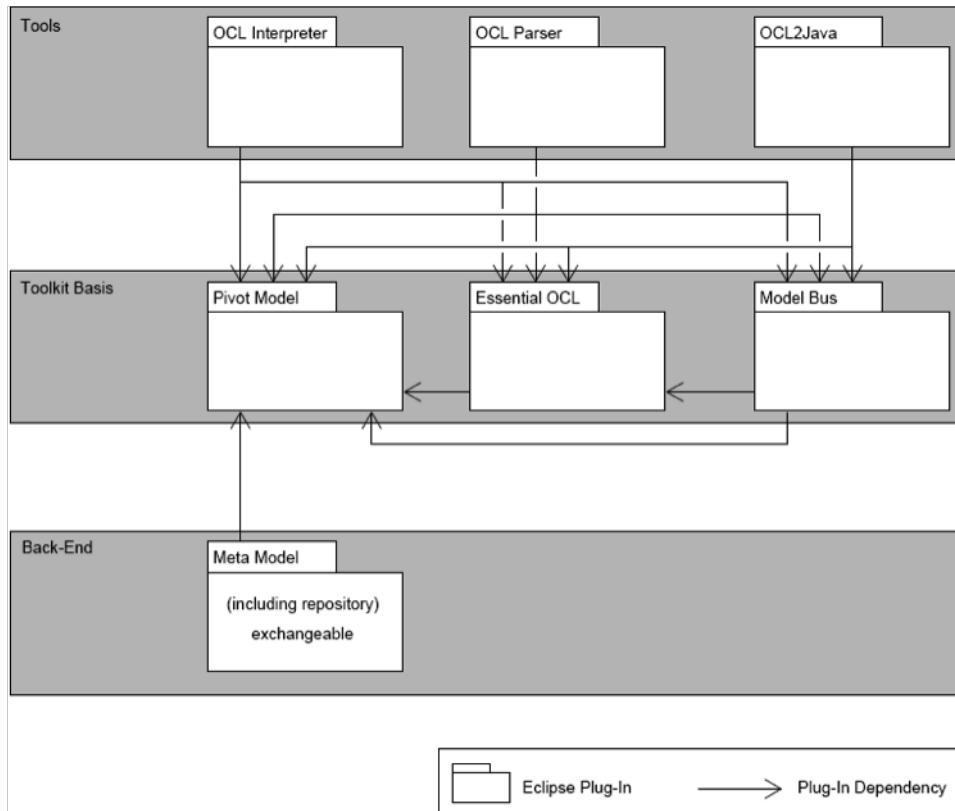 Tools
OCL Interpreter
OCL Parser
OCL2Java
Toolkit Basis
Pivot Model
Essential OCL
Model Bus
Back-End
Meta Model
(including repository)
exchangeable
Eclipse Plug-In
Plug-In Dependency